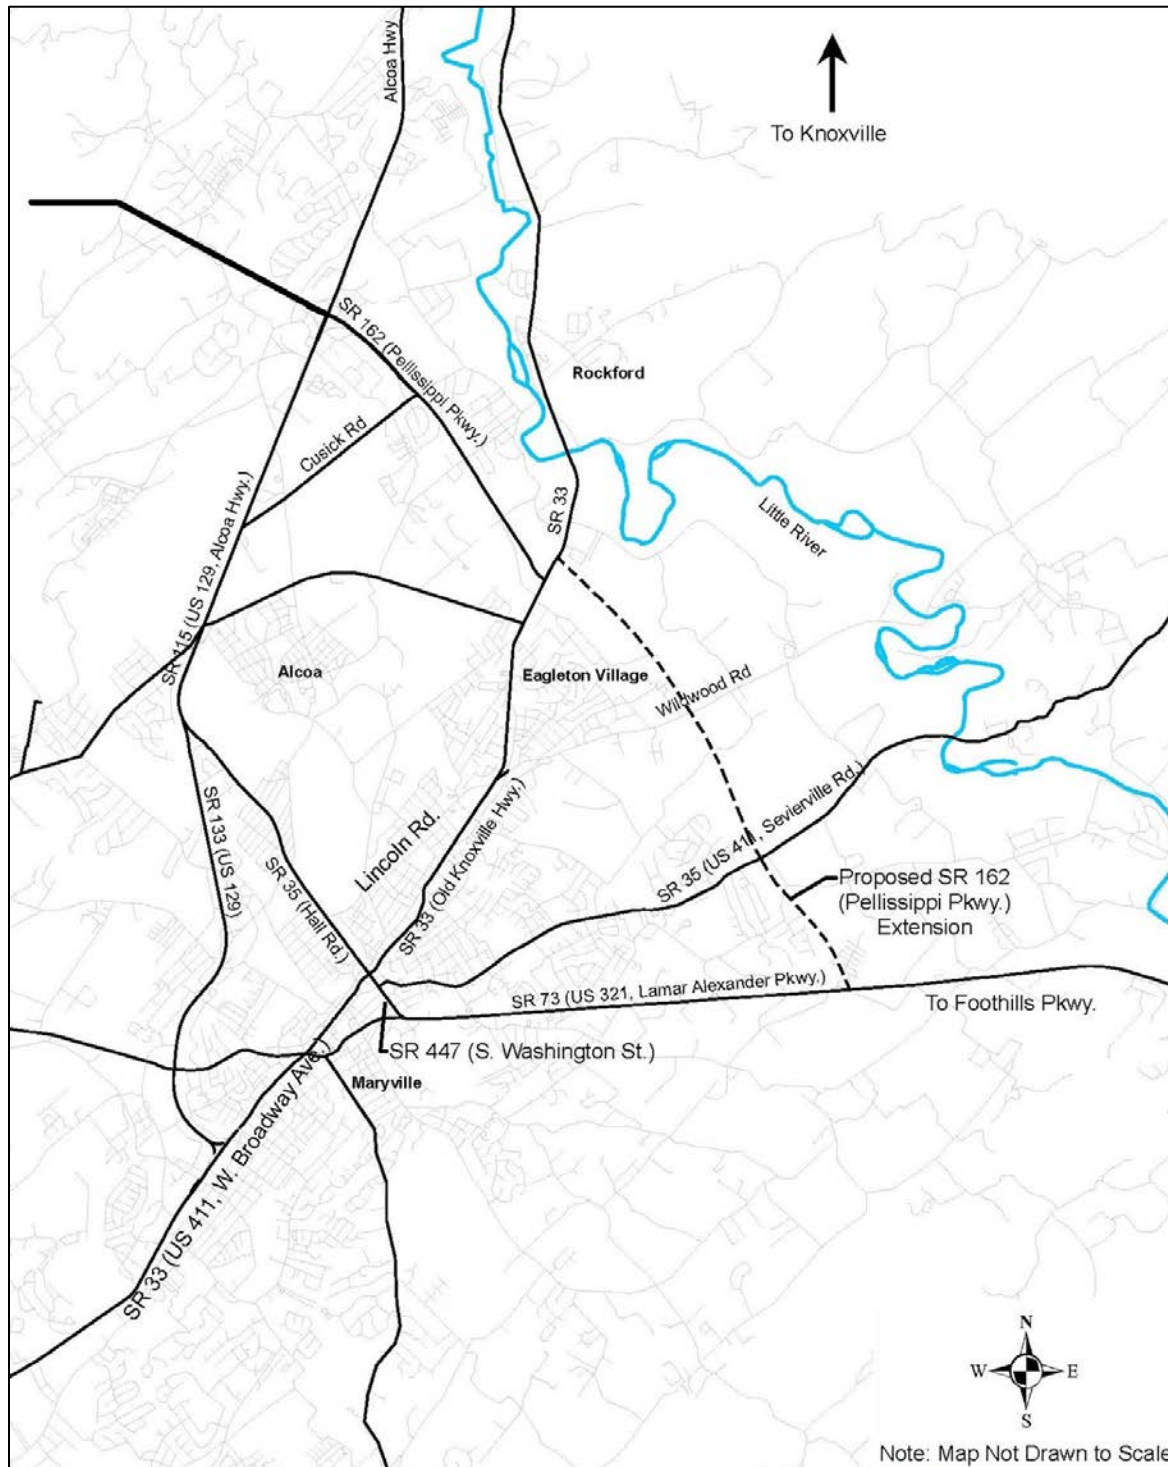 Alcoa Hwy
To Knoxville
SR 162 (Pellissippi Pkwy.)
Rockford
Cusick Rd
SR 33
Little River
SR 115 (US 129, Alcoa Hwy.)
Alcoa
Eagleton Village
Wildwood Rd
SR 133 (US 129)
Lincoln Rd.
SR 35 (Hall Rd.)
SR 33 (Old Knoxville Hwy.)
SR 35 (US 411, Sevierville Rd.)
Proposed SR 162
(Pellissippi Pkwy.)
Extension
SR 73 (US 321, Lamar Alexander Pkwy.)
To Foothills Pkwy.
SR 447 (S. Washington St.)
Maryville
SR 33 (US 411, W. Broadway Ave.)
N
W E
S
Note: Map Not Drawn to Scale